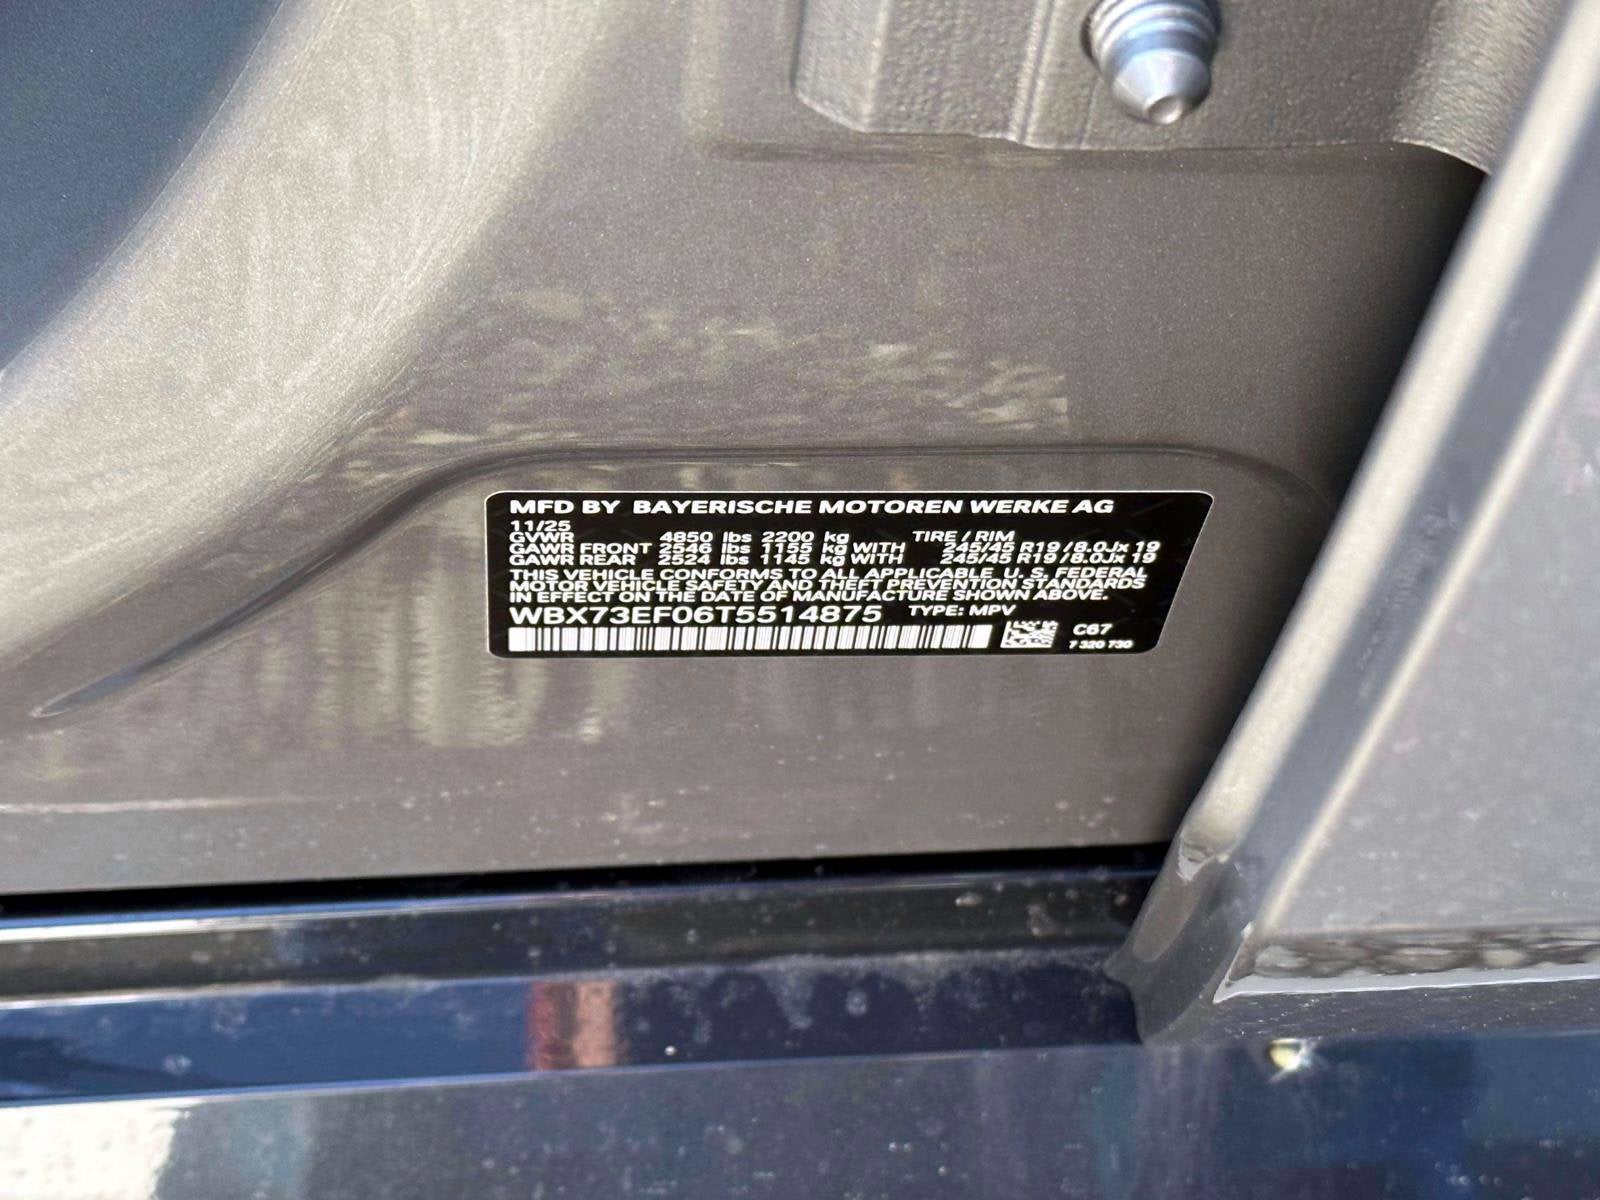 MFD BY BAYERISCHE MOTOREN WERKE AG
11/25
GVWR 4850 lbs 2200 kg TIRE / RIM
GAWR FRONT 2546 lbs 1155 kg WITH 245/45 R19 / 8.0Jx 19
GAWR REAR 2524 lbs 1145 kg WITH 245/45 R19 / 8.0Jx 19
THIS VEHICLE CONFORMS TO ALL APPLICABLE U. S. FEDERAL
MOTOR VEHICLE SAFETY AND THEFT PREVENTION STANDARDS
IN EFFECT ON THE DATE OF MANUFACTURE SHOWN ABOVE.
WBX73EF06T5514875 TYPE: MPV
C67
7 320 730